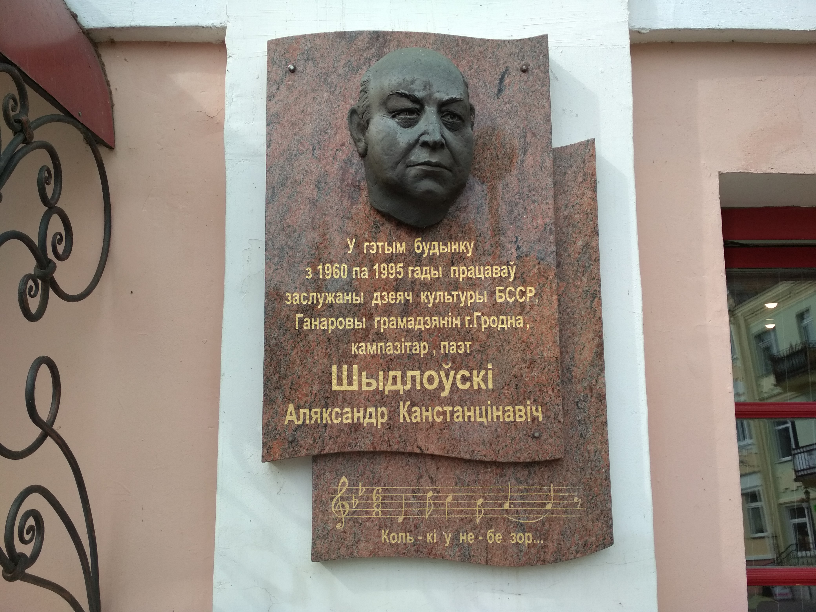 У гэтым будынку
з 1960 па 1995 гады працаваў
заслужаны дзеяч культуры БССР,
Ганаровы грамадзянін г.Гродна,
кампазітар, паэт
Шыдлоўскі
Аляксандр Канстанцінавіч
Коль - кі у не - бе зор...